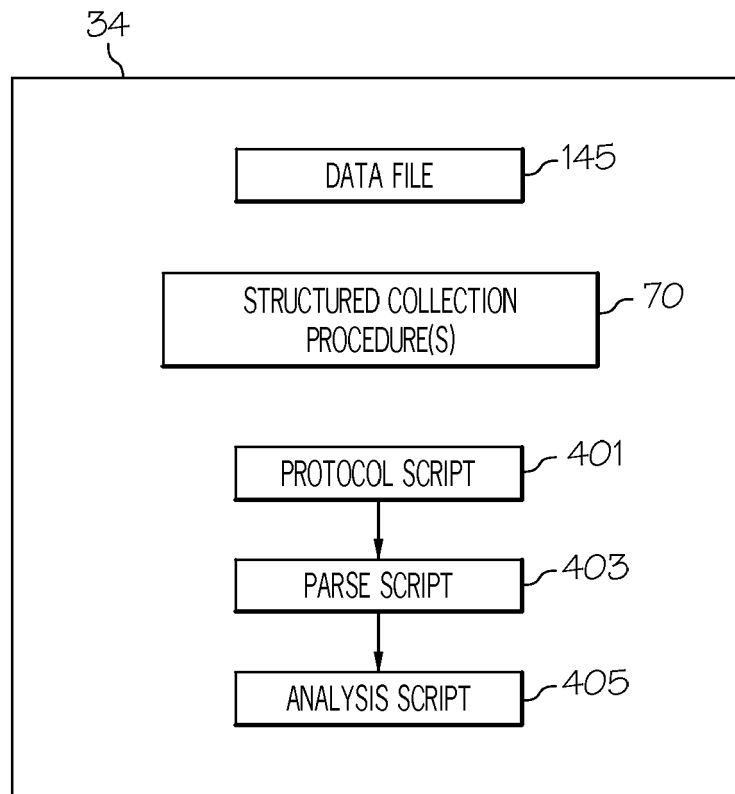 34
DATA FILE
145
STRUCTURED COLLECTION
PROCEDURE(S)
70
PROTOCOL SCRIPT
401
PARSE SCRIPT
403
ANALYSIS SCRIPT
405